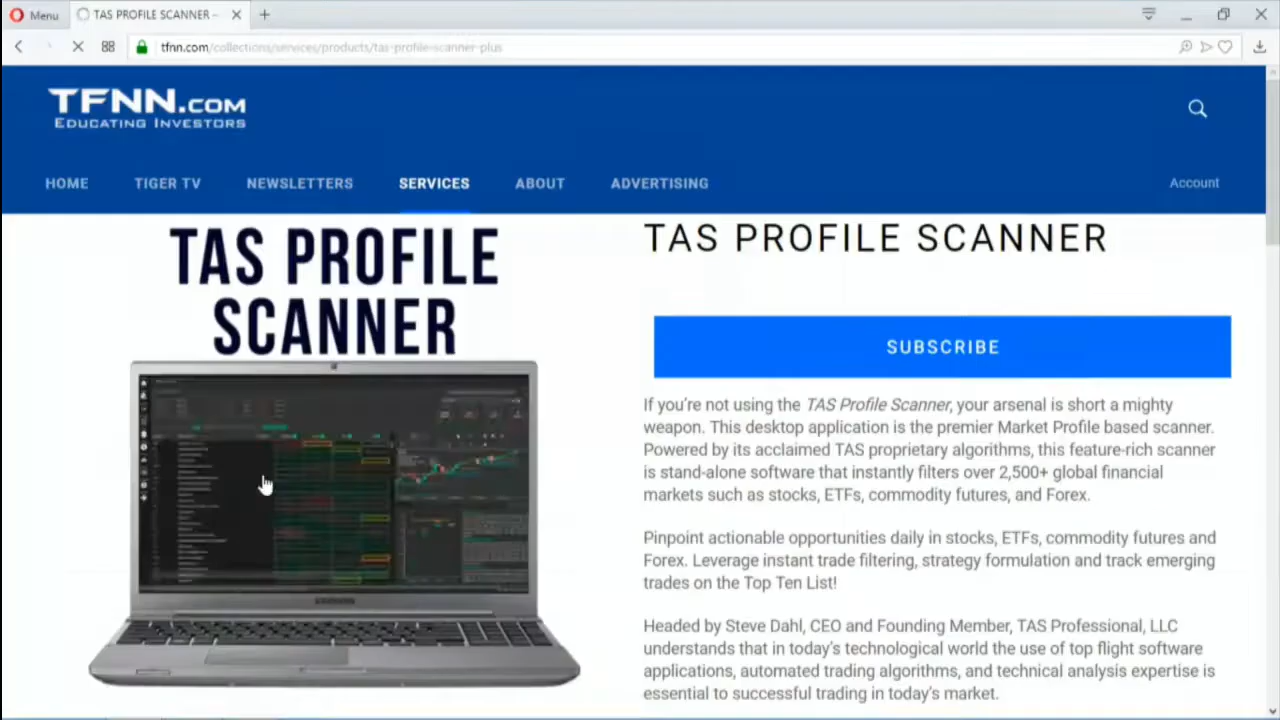 Menu
TAS PROFILE SCANNER –
tfnn.com/collections/services/products/tas-profile-scanner-plus
TFNN.COM
EDUCATING INVESTORS
HOME
TIGER TV
NEWSLETTERS
SERVICES
ABOUT
ADVERTISING
Account
TAS PROFILE
SCANNER
TAS PROFILE SCANNER
SUBSCRIBE
If you're not using the TAS Profile Scanner, your arsenal is short a mighty
weapon. This desktop application is the premier Market Profile based scanner.
Powered by its acclaimed TAS proprietary algorithms, this feature-rich scanner
is stand-alone software that instantly filters over 2,500+ global financial
markets such as stocks, ETFs, commodity futures, and Forex.
Pinpoint actionable opportunities daily in stocks, ETFs, commodity futures and
Forex. Leverage instant trade filtering, strategy formulation and track emerging
trades on the Top Ten List!
Headed by Steve Dahl, CEO and Founding Member, TAS Professional, LLC
understands that in today's technological world the use of top flight software
applications, automated trading algorithms, and technical analysis expertise is
essential to successful trading in today's market.